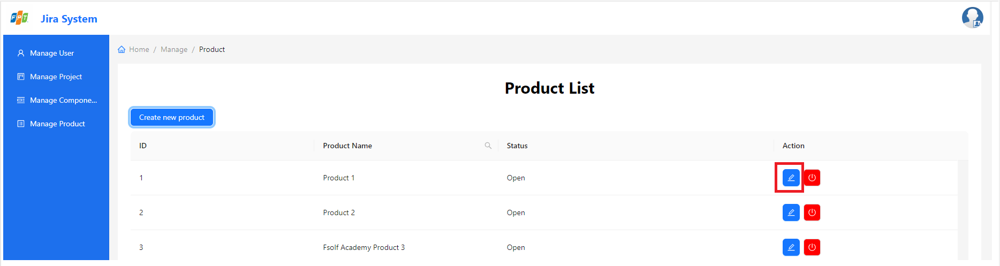 FPT
Jira System
Manage User
Manage Project
Manage Compone...
Manage Product
Home / Manage / Product
Product List
Create new product
ID Product Name Status Action
1 Product 1 Open
2 Product 2 Open
3 Fsolf Academy Product 3 Open